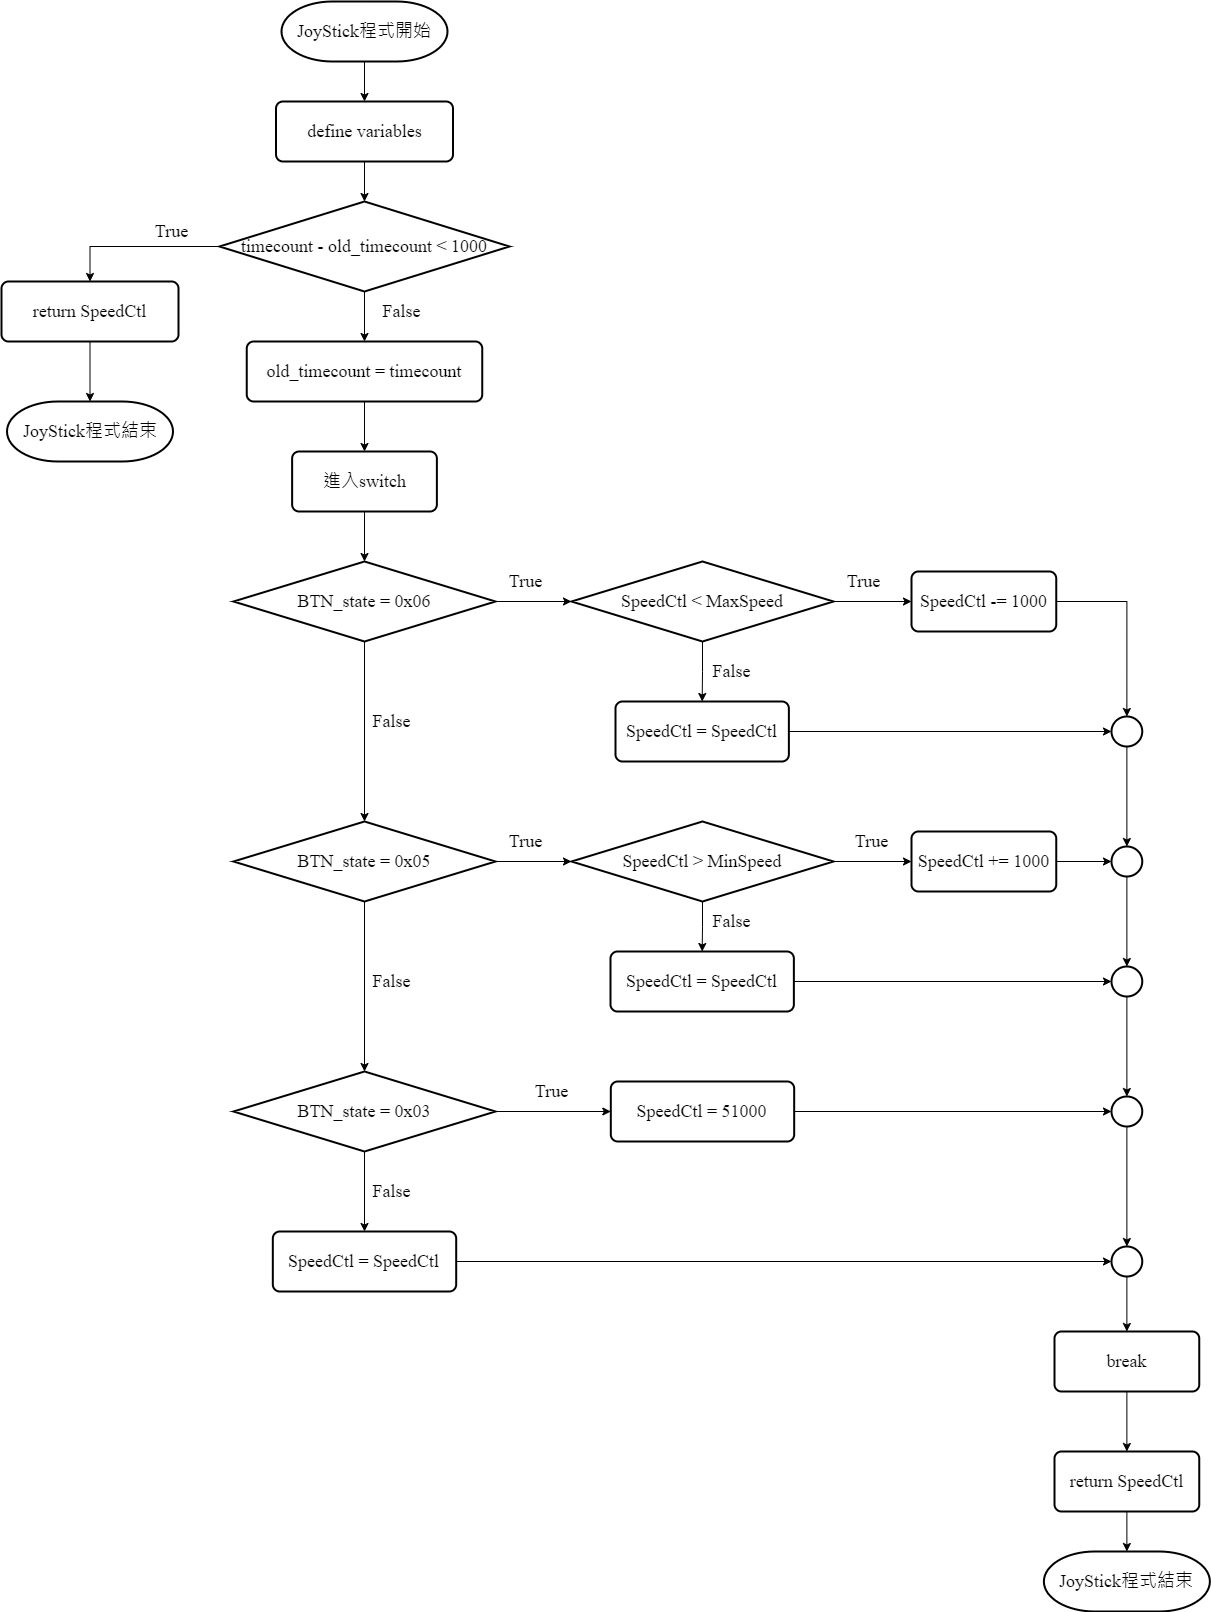 JoyStick程式開始
define variables
timecount - old_timecount < 1000
True
return SpeedCtl
JoyStick程式結束
False
old_timecount = timecount
進入switch
BTN_state = 0x06
True
SpeedCtl < MaxSpeed
True
SpeedCtl -= 1000
False
SpeedCtl = SpeedCtl
False
BTN_state = 0x05
True
SpeedCtl > MinSpeed
True
SpeedCtl += 1000
False
SpeedCtl = SpeedCtl
False
BTN_state = 0x03
True
SpeedCtl = 51000
False
SpeedCtl = SpeedCtl
break
return SpeedCtl
JoyStick程式結束